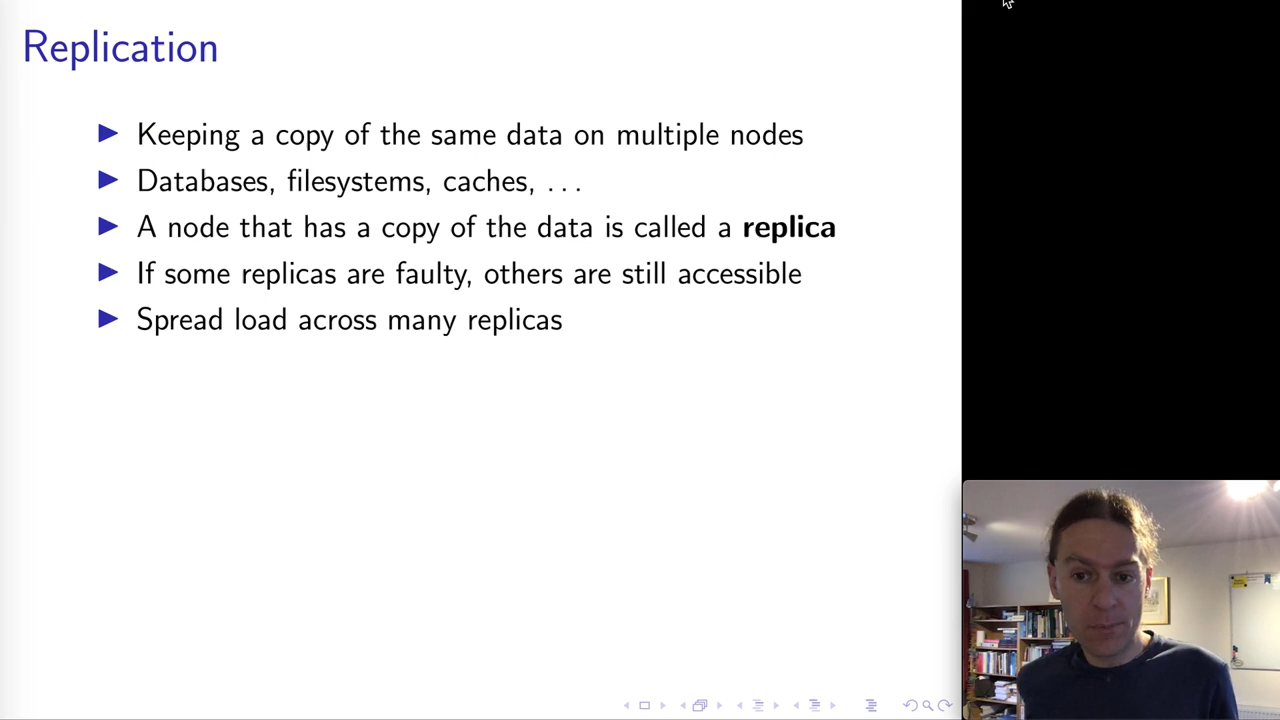 Replication
Keeping a copy of the same data on multiple nodes
Databases, filesystems, caches, . . .
A node that has a copy of the data is called a replica
If some replicas are faulty, others are still accessible
Spread load across many replicas